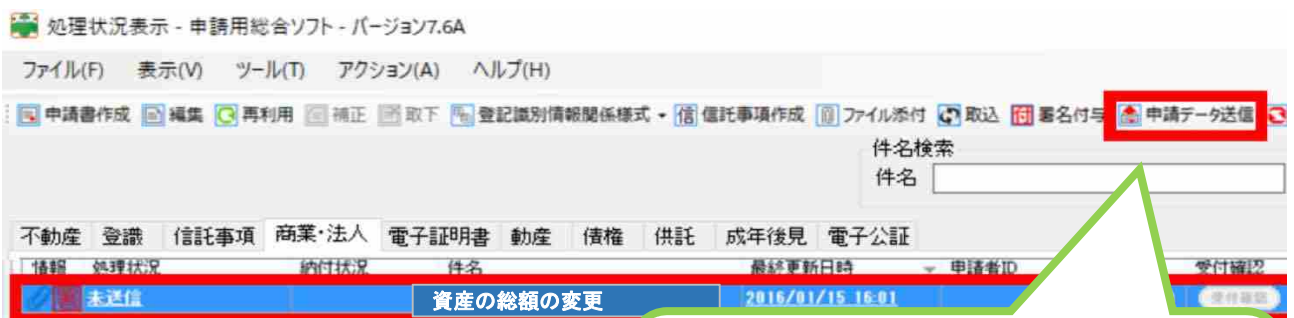 処理状況表示 - 申請用総合ソフト - バージョン7.6A
ファイル(F) 表示(V) ツール(T) アクション(A) ヘルプ(H)
申請書作成 編集 再利用 補正 取下 登記識別情報関係様式 信 信託事項作成 ファイル添付 取込 付 署名付与 申請データ送信
件名検索
件名
不動産 登識 信託事項 商業・法人 電子証明書 動産 債権 供託 成年後見 電子公証
情報 処理状況 納付状況 件名 最終更新日時 申請者ID 受付確認
未送信 資産の総額の変更 2016/01/15 16:01 受付確認